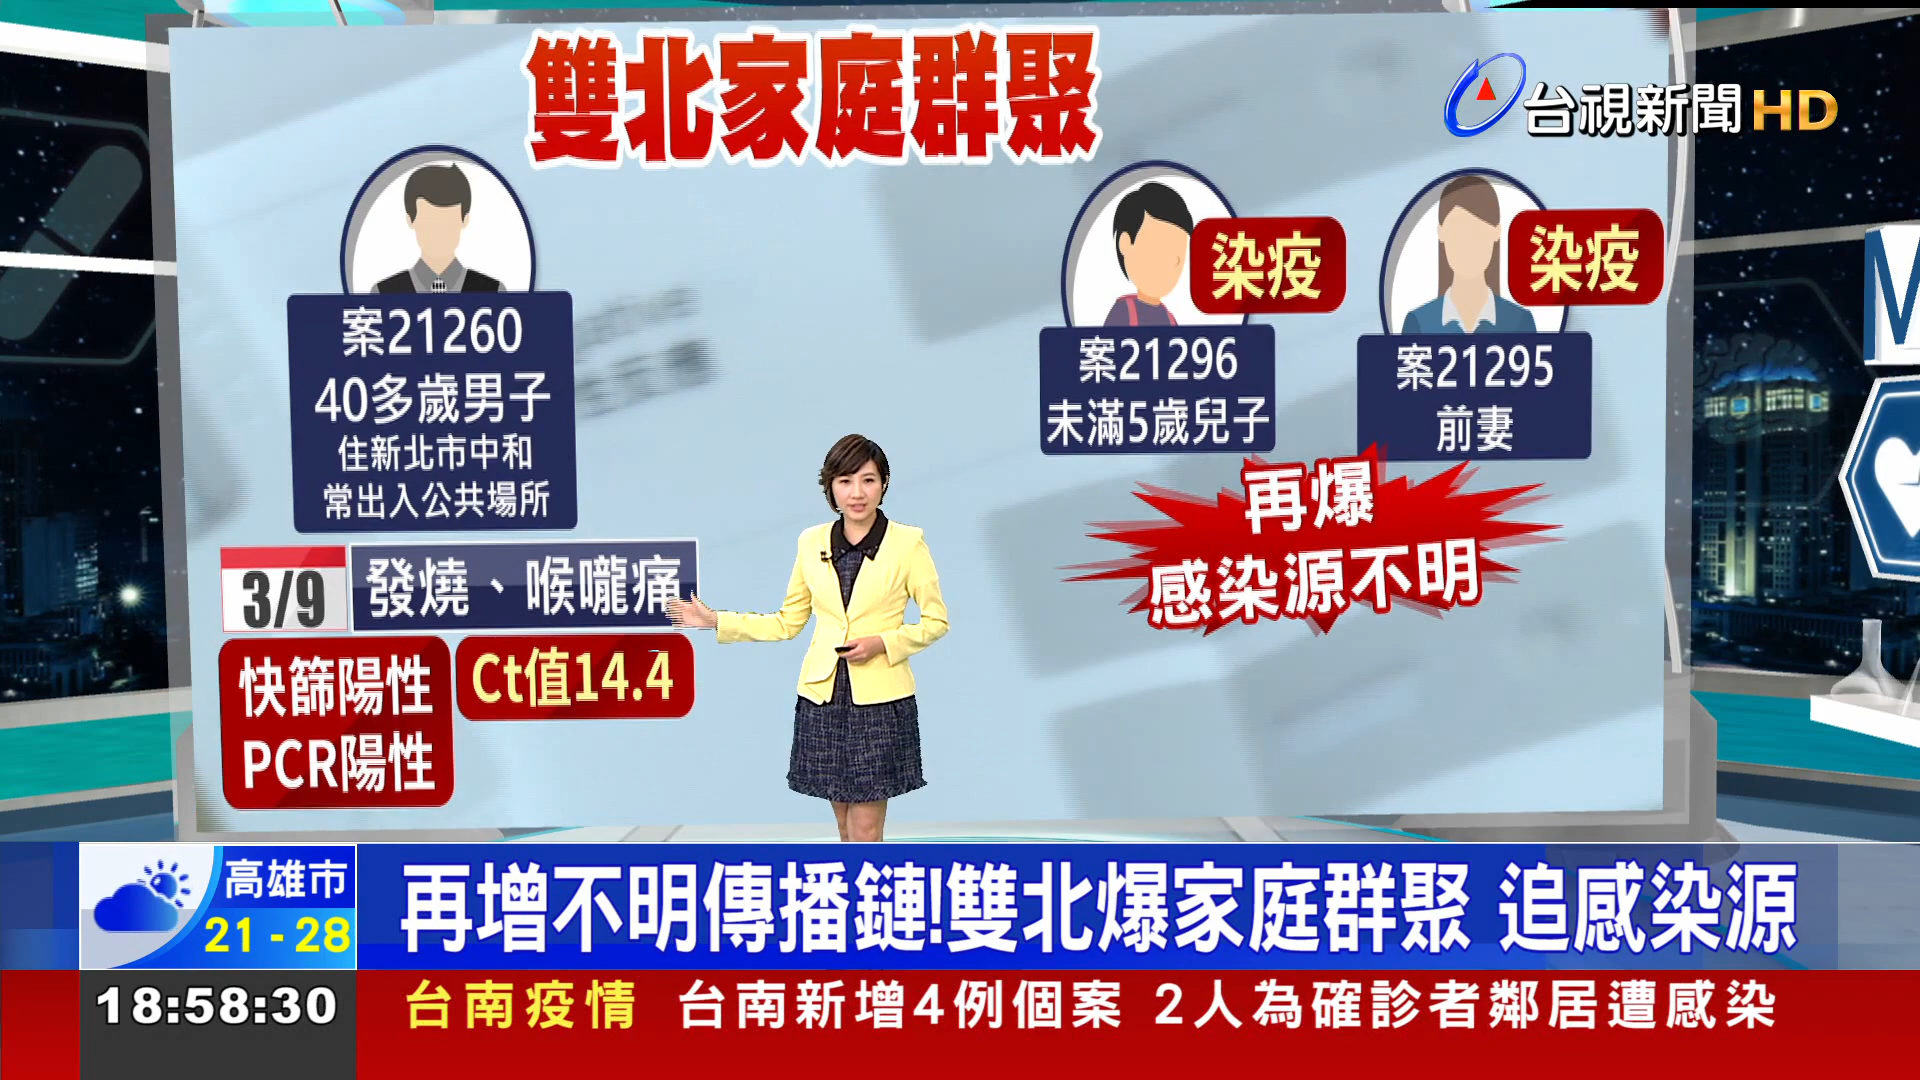 雙北家庭群聚
台視新聞HD
染疫
染疫
案21260
40多歲男子
住新北市中和
常出入公共場所
案21296
未滿5歲兒子
案21295
前妻
再爆
感染源不明
3/9
發燒、喉嚨痛
快篩陽性
PCR陽性
Ct值14.4
高雄市
21-28
再增不明傳播鏈!雙北爆家庭群聚 追感染源
18:58:30
台南疫情 台南新增4例個案 2人為確診者鄰居遭感染